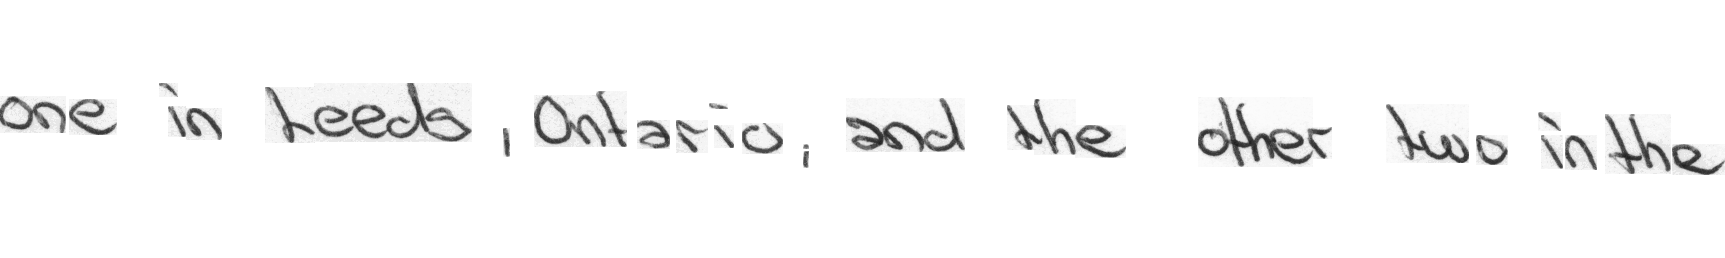 one in Leeds, Ontario; and the other two in the